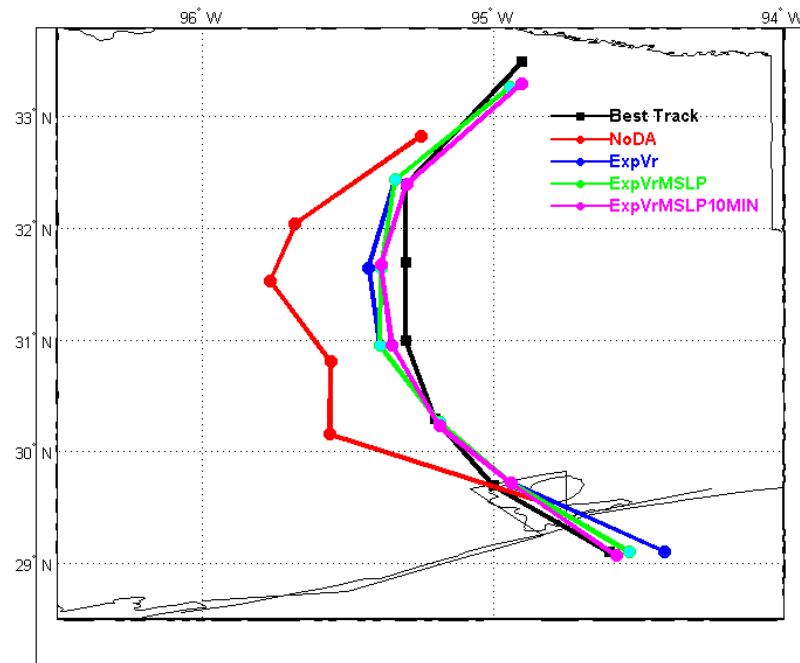 96° W 95° W 94° W
33° N
32° N
31° N
30° N
29° N
Best Track
NoDA
ExpVr
ExpVrMSLP
ExpVrMSLP10MIN